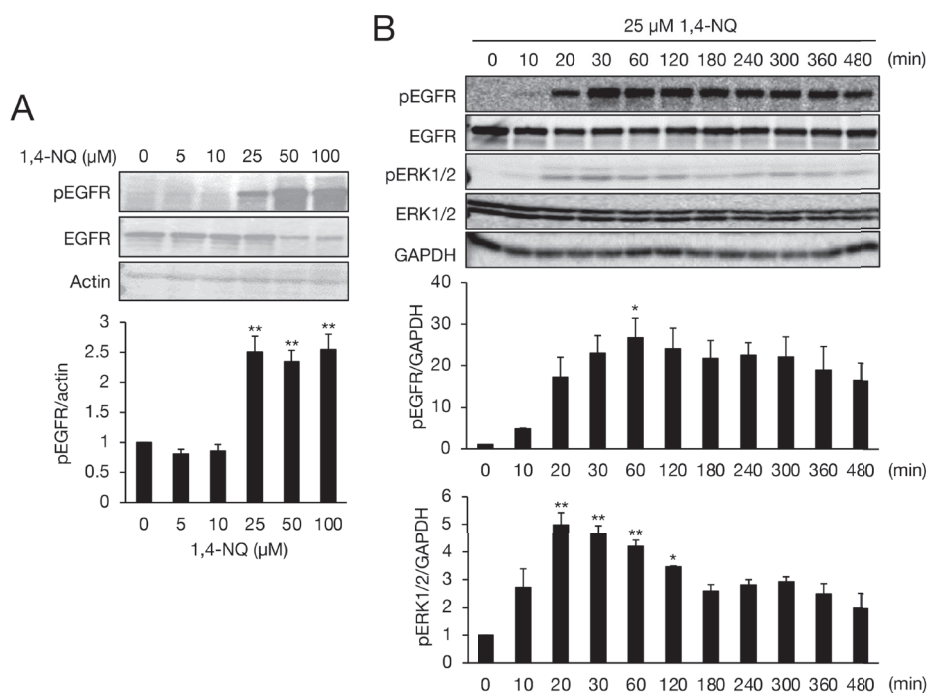 A
1,4-NQ (µM) 0 5 10 25 50 100
pEGFR
EGFR
Actin
3
2.5
2
1.5
1
0.5
0
pEGFR/actin
** ** **
0 5 10 25 50 100
1,4-NQ (µM)
B
25 µM 1,4-NQ
0 10 20 30 60 120 180 240 300 360 480 (min)
pEGFR
EGFR
pERK1/2
ERK1/2
GAPDH
40
30
20
10
0
pEGFR/GAPDH
*
0 10 20 30 60 120 180 240 300 360 480 (min)
6
5
4
3
2
1
0
pERK1/2/GAPDH
** ** ** *
0 10 20 30 60 120 180 240 300 360 480 (min)